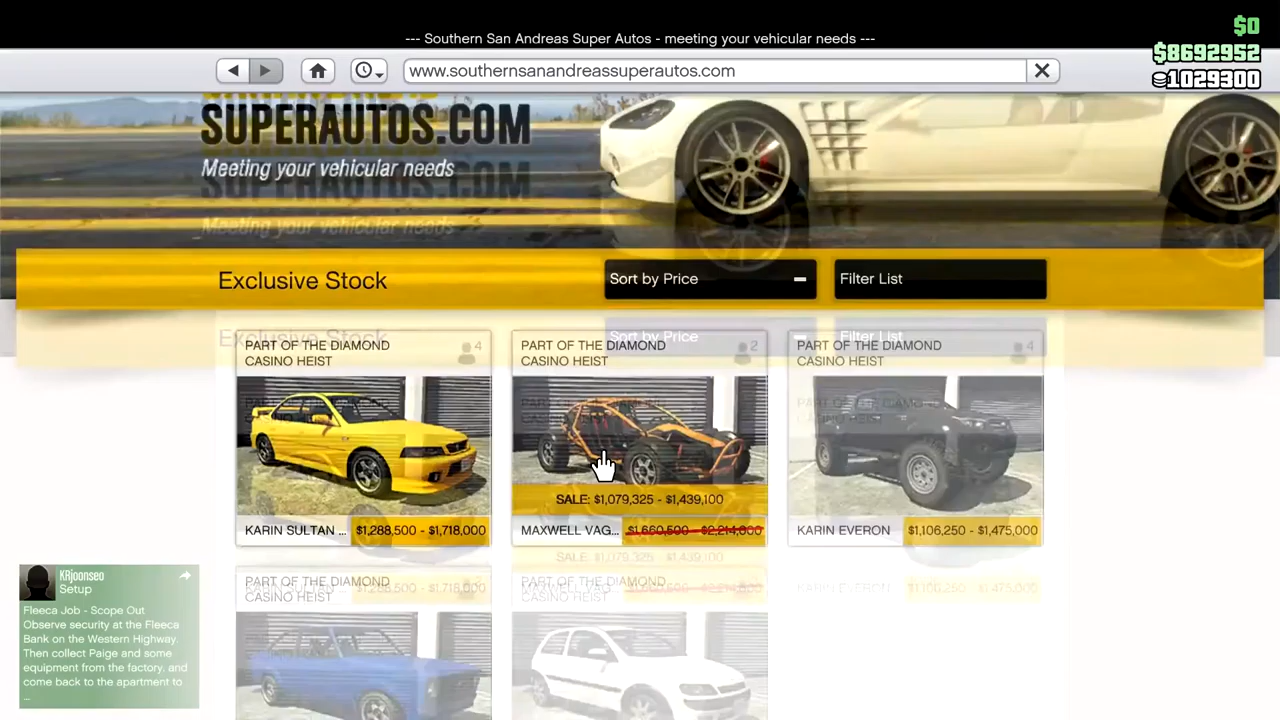 --- Southern San Andreas Super Autos - meeting your vehicular needs ---
$0
$8692952
1029300
www.southernsanandreassuperautos.com
SUPERAUTOS.COM
Meeting your vehicular needs
Exclusive Stock
Sort by Price
Filter List
PART OF THE DIAMOND
CASINO HEIST
4
PART OF THE DIAMOND
CASINO HEIST
2
PART OF THE DIAMOND
CASINO HEIST
4
SALE: $1,079,325 - $1,439,100
KARIN SULTAN ...
$1,288,500 - $1,718,000
MAXWELL VAG...
$1,660,500 - $2,214,000
KARIN EVERON
$1,106,250 - $1,475,000
PART OF THE DIAMOND
CASINO HEIST
PART OF THE DIAMOND
CASINO HEIST
KRjoonseo
Setup
Fleeca Job - Scope Out
Observe security at the Fleeca
Bank on the Western Highway.
Then collect Paige and some
equipment from the factory, and
come back to the apartment to
...